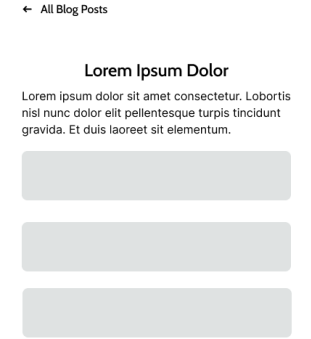 ← All Blog Posts
Lorem Ipsum Dolor
Lorem ipsum dolor sit amet consectetur. Lobortis
nisl nunc dolor elit pellentesque turpis tincidunt
gravida. Et duis laoreet sit elementum.